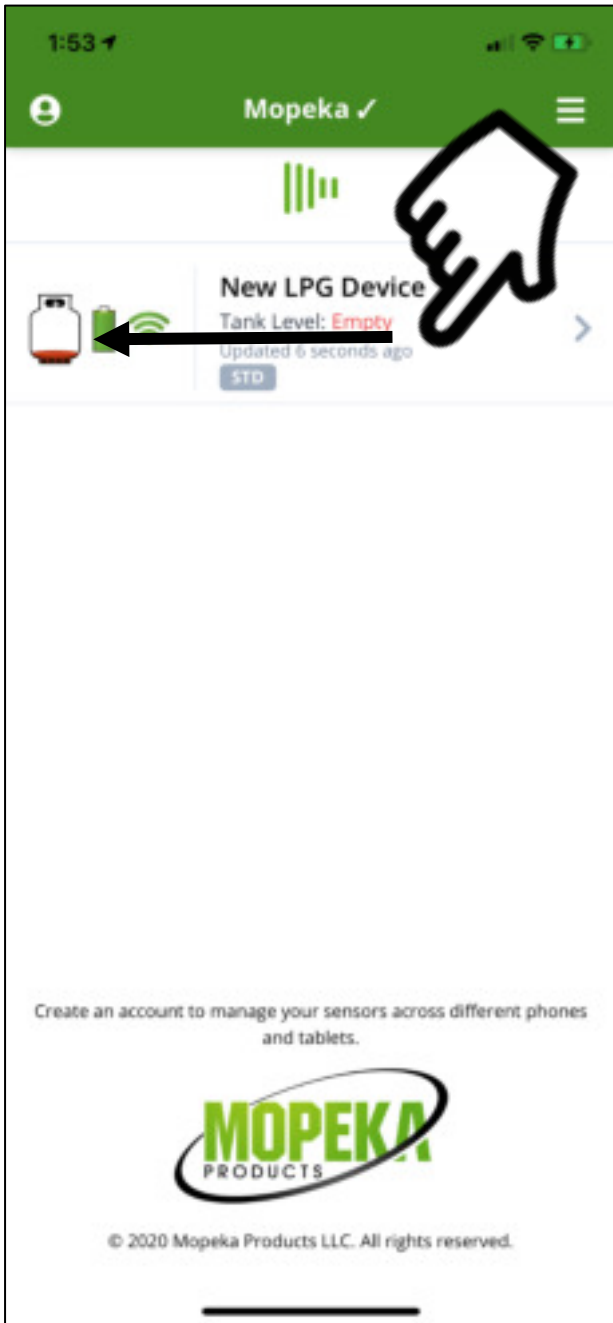 1:53
Mopeka ✓
New LPG Device
Tank Level: Empty
Updated 6 seconds ago
STD
Create an account to manage your sensors across different phones
and tablets.
MOPEKA
PRODUCTS
© 2020 Mopeka Products LLC. All rights reserved.